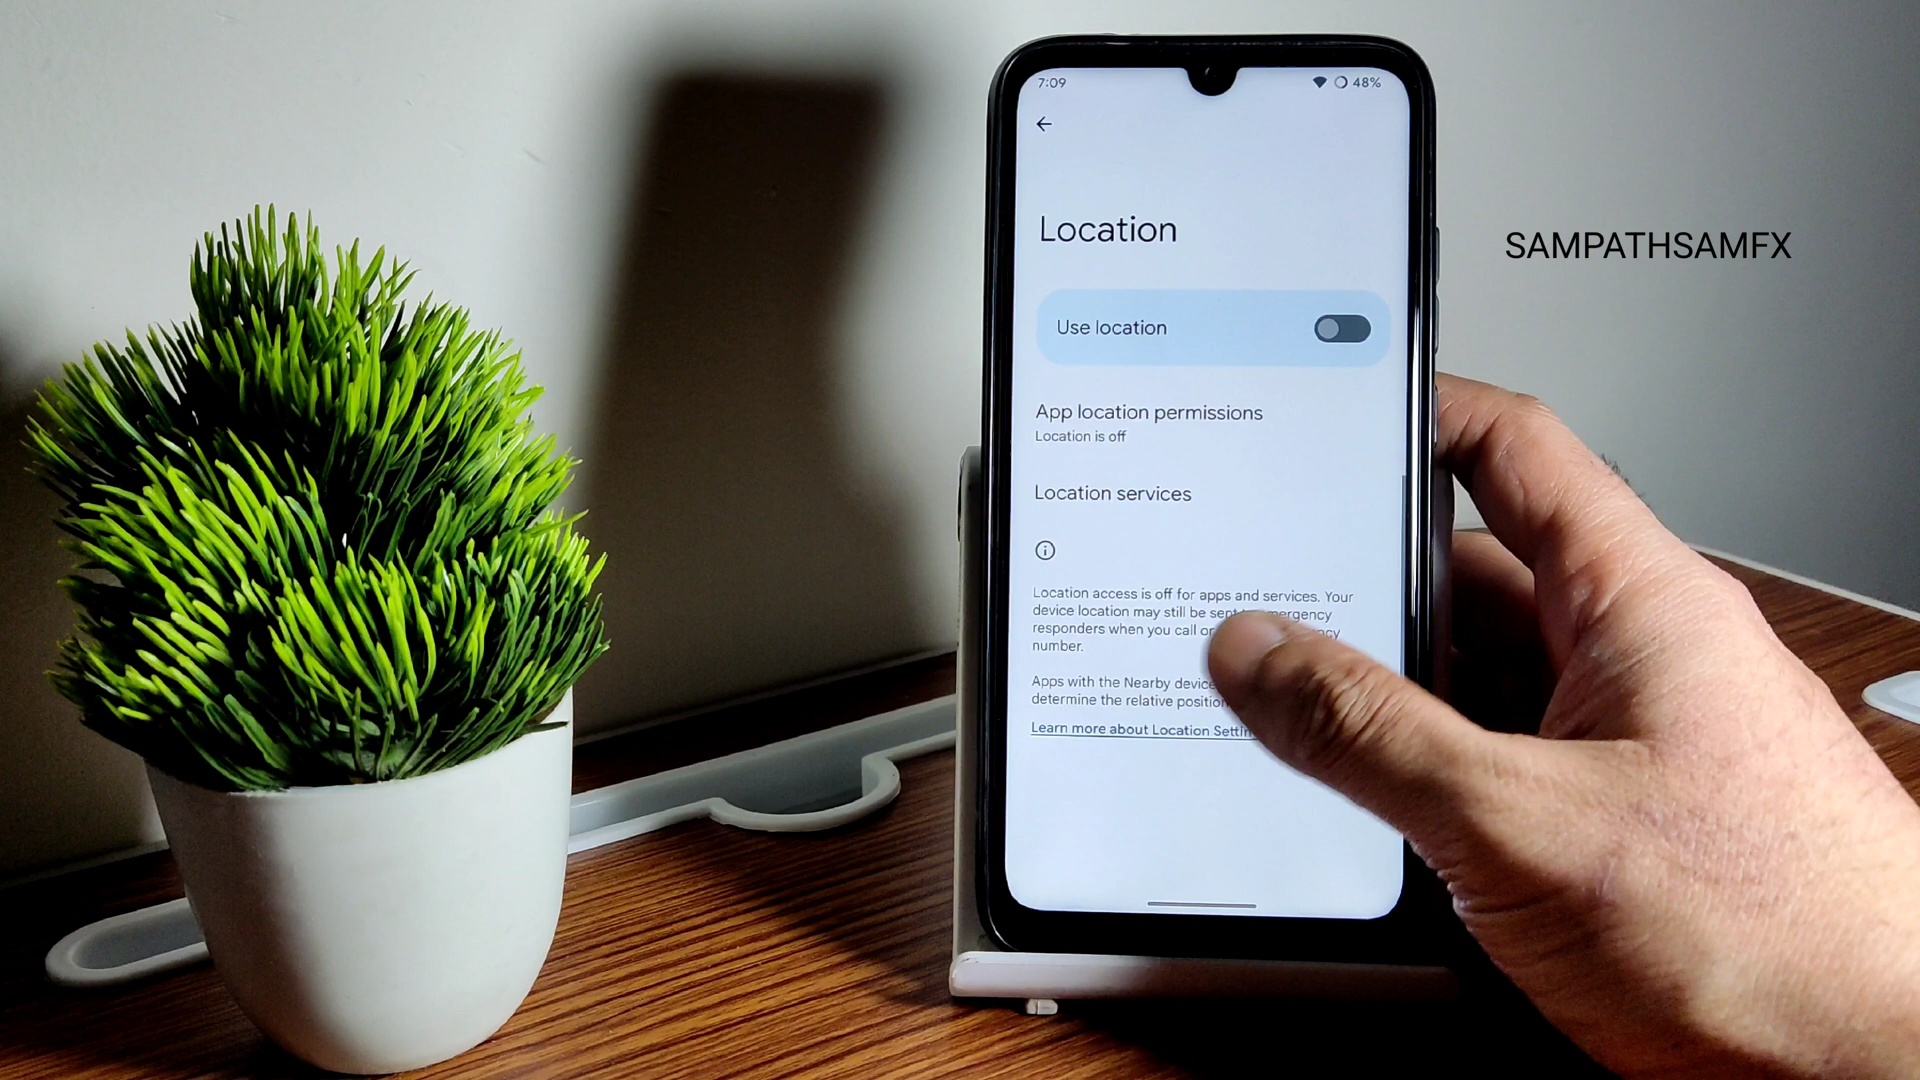 7:09
48%
Location
Use location
App location permissions
Location is off
Location services
Location access is off for apps and services. Your
device location may still be sent
responders when you call or
number.
Apps with the Nearby device
determine the relative position
Learn more about Location
SAMPATHSAMFX